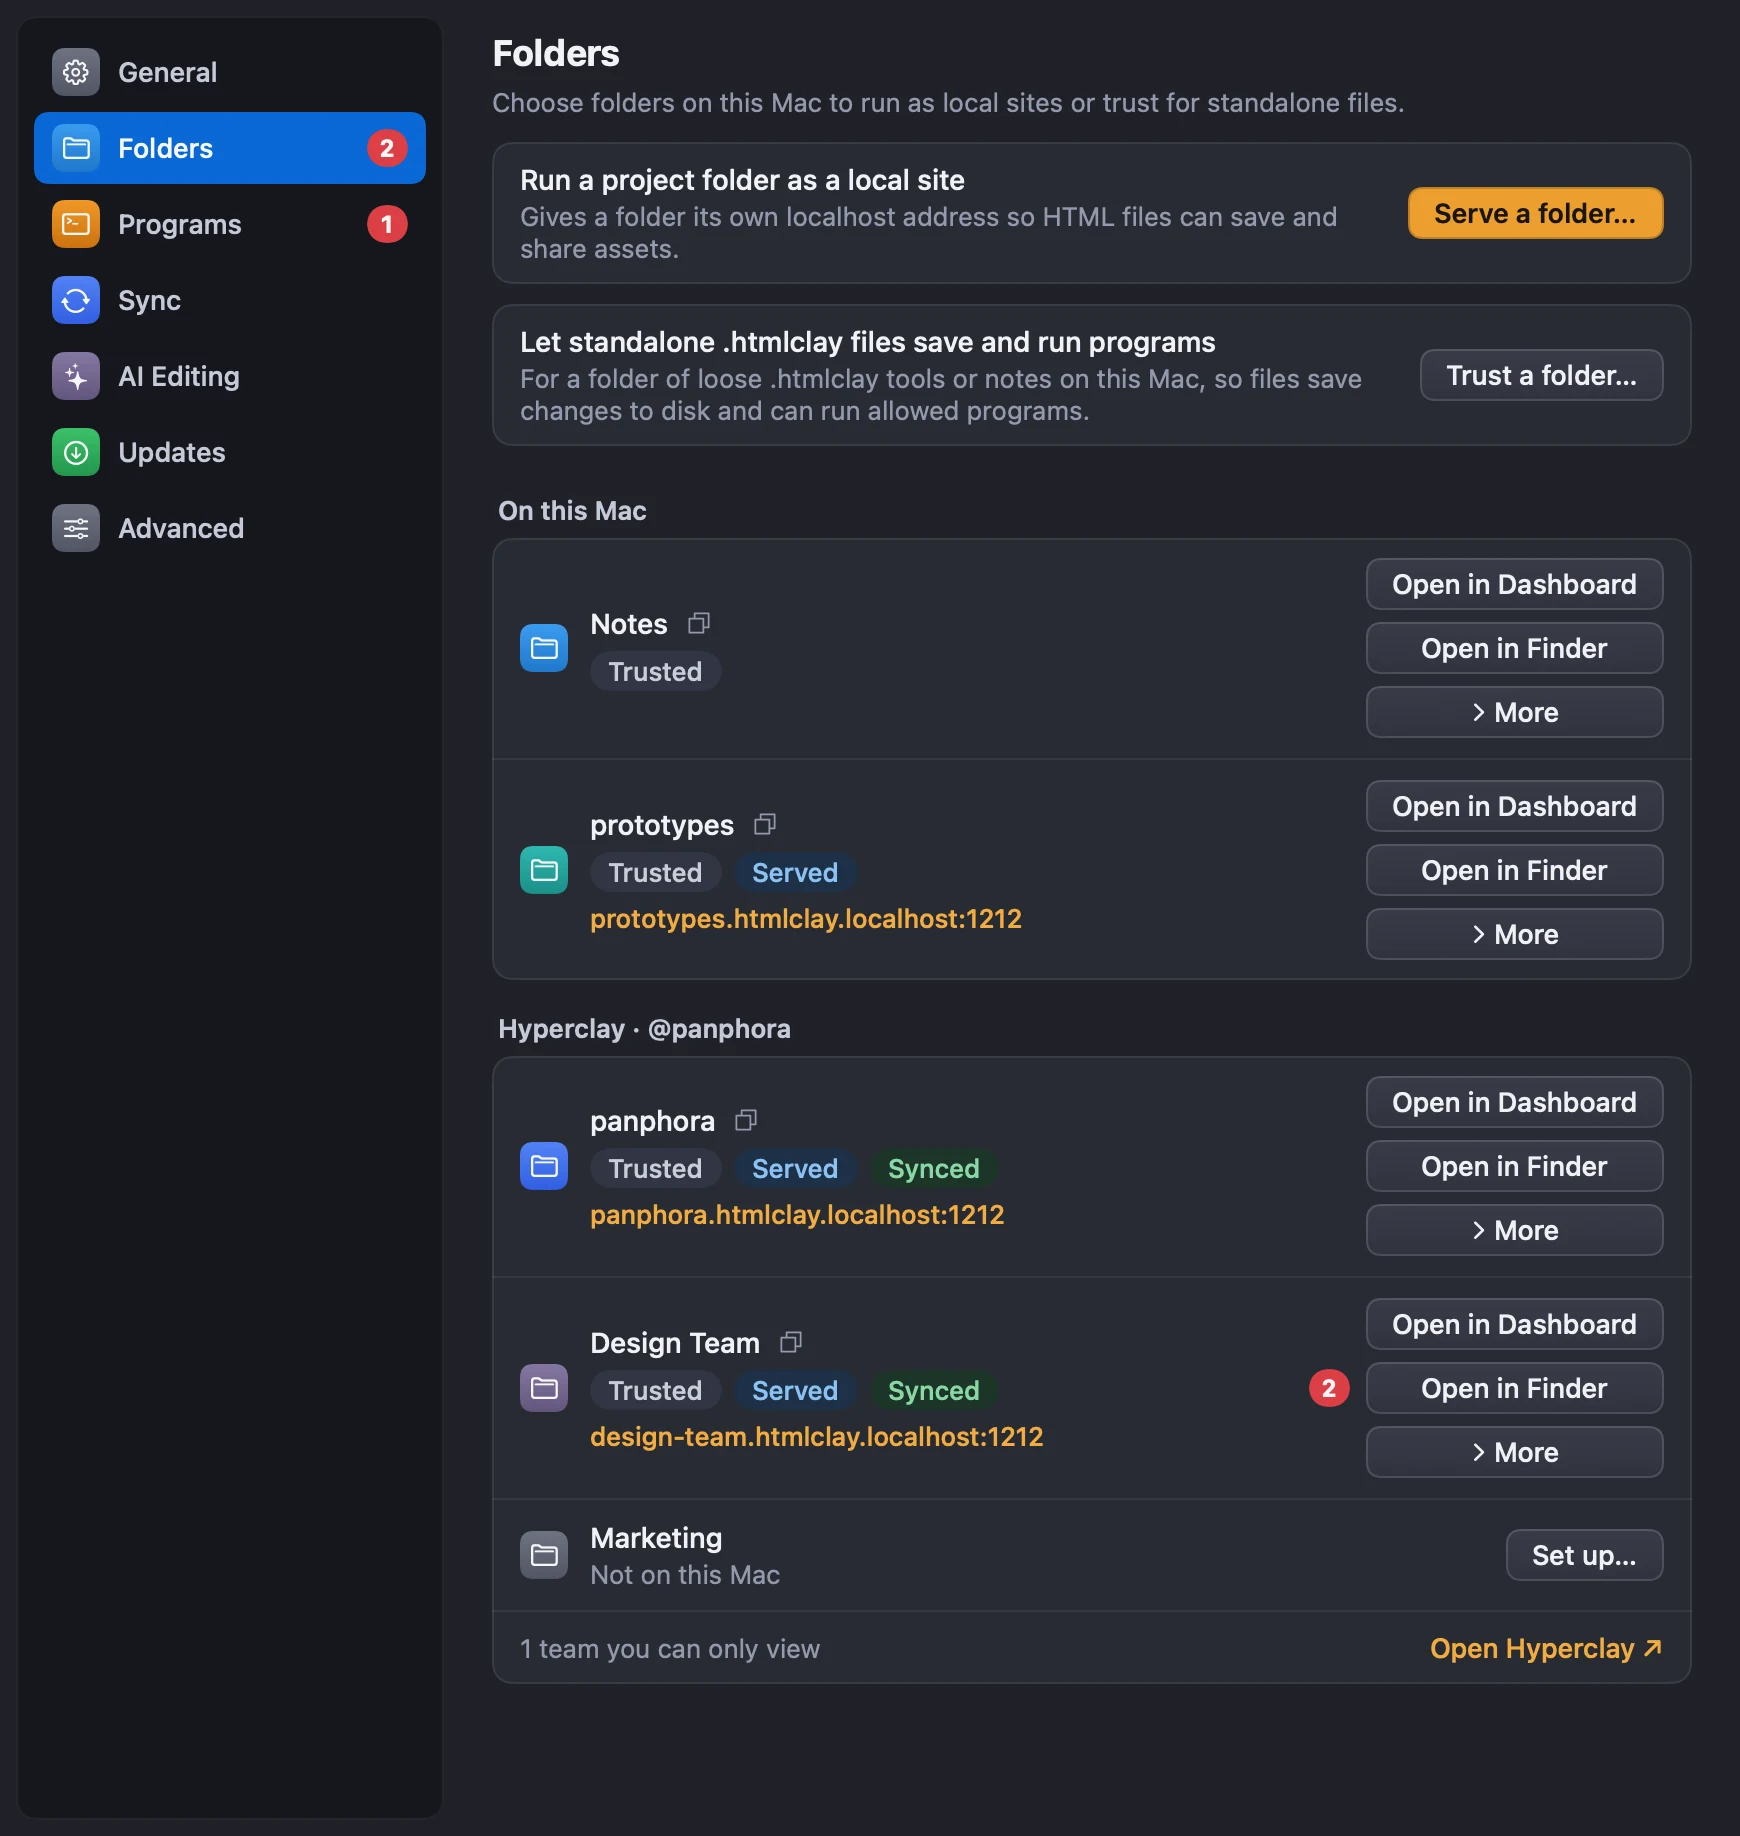 General
Folders
2
Programs
1
Sync
AI Editing
Updates
Advanced
Folders
Choose folders on this Mac to run as local sites or trust for standalone files.
Run a project folder as a local site
Gives a folder its own localhost address so HTML files can save and
share assets.
Serve a folder...
Let standalone .htmlclay files save and run programs
For a folder of loose .htmlclay tools or notes on this Mac, so files save
changes to disk and can run allowed programs.
Trust a folder...
On this Mac
Notes
Trusted
Open in Dashboard
Open in Finder
> More
prototypes
Trusted Served
prototypes.htmlclay.localhost:1212
Open in Dashboard
Open in Finder
> More
Hyperclay · @panphora
panphora
Trusted Served Synced
panphora.htmlclay.localhost:1212
Open in Dashboard
Open in Finder
> More
Design Team
Trusted Served Synced
design-team.htmlclay.localhost:1212
2
Open in Dashboard
Open in Finder
> More
Marketing
Not on this Mac
Set up...
1 team you can only view
Open Hyperclay ↗